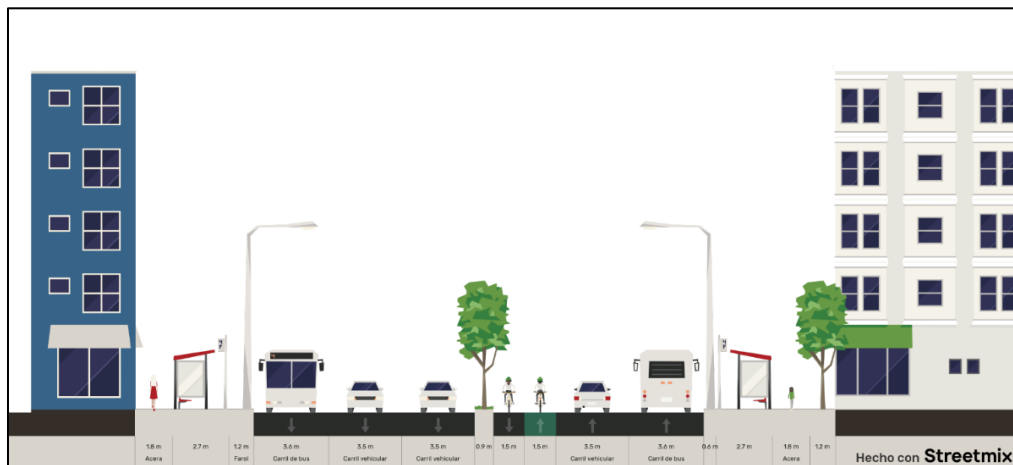 1.8 m 2.7 m 1.2 m 3.6 m 3.5 m 3.5 m 0.9 m 1.5 m 1.5 m 3.5 m 3.6 m 0.6 m 2.7 m 1.8 m 1.2 m
Acera Farol Carril de bus Carril vehicular Carril vehicular Carril vehicular Carril de bus Acera
Hecho con Streetmix